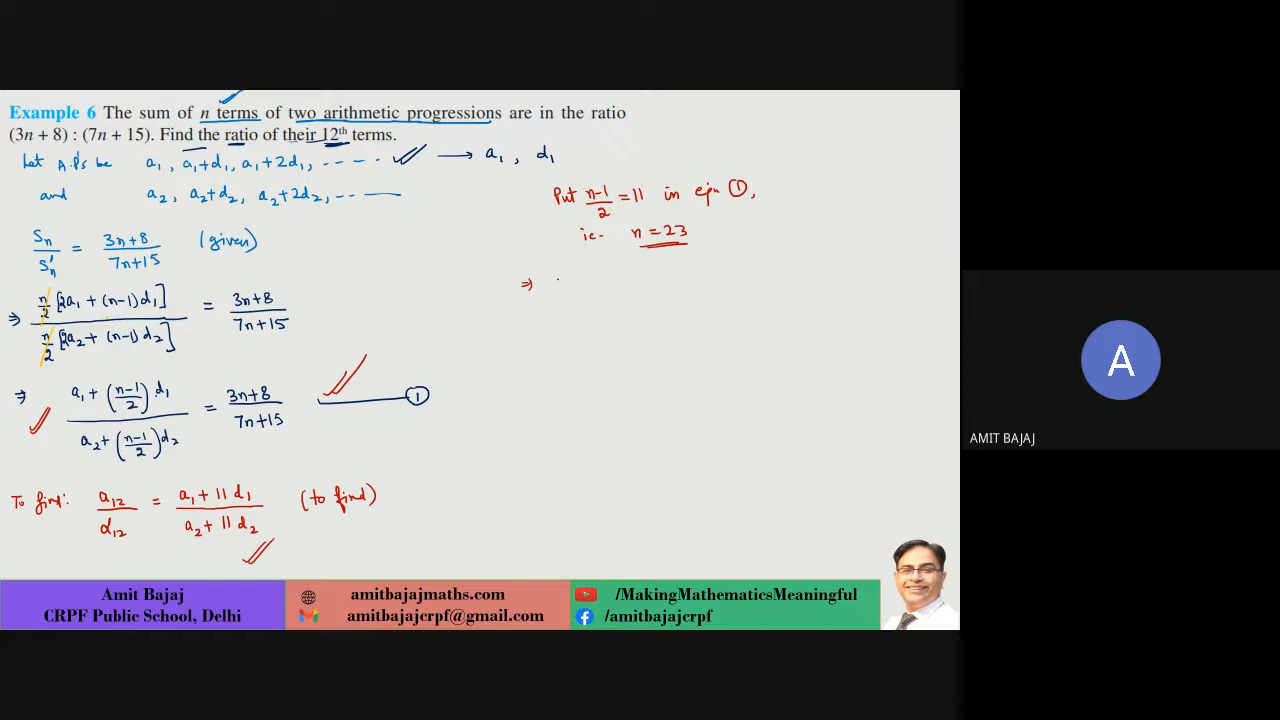 Example 6 The sum of n terms of two arithmetic progressions are in the ratio
(3n + 8) : (7n + 15). Find the ratio of their 12th terms.
Let A.P's be a₁, a₁+d₁, a₁+2d₁, ---- → a₁, d₁
and a₂, a₂+d₂, a₂+2d₂, --
Sn/S'n = (3n+8)/(7n+15) (given)
⇒ n/2 [2a₁ + (n-1)d₁] / n/2 [2a₂ + (n-1)d₂] = (3n+8)/(7n+15)
⇒ (a₁ + ((n-1)/2) d₁) / (a₂ + ((n-1)/2) d₂) = (3n+8)/(7n+15) ①
To find: a₁₂/α₁₂ = (a₁ + 11 d₁)/(a₂ + 11 d₂) (to find)
Put (n-1)/2 = 11 in eqn ①,
ie. n = 23
⇒
A
AMIT BAJAJ
Amit Bajaj
CRPF Public School, Delhi
amitbajajmaths.com
amitbajajcrpf@gmail.com
/MakingMathematicsMeaningful
/amitbajajcrpf